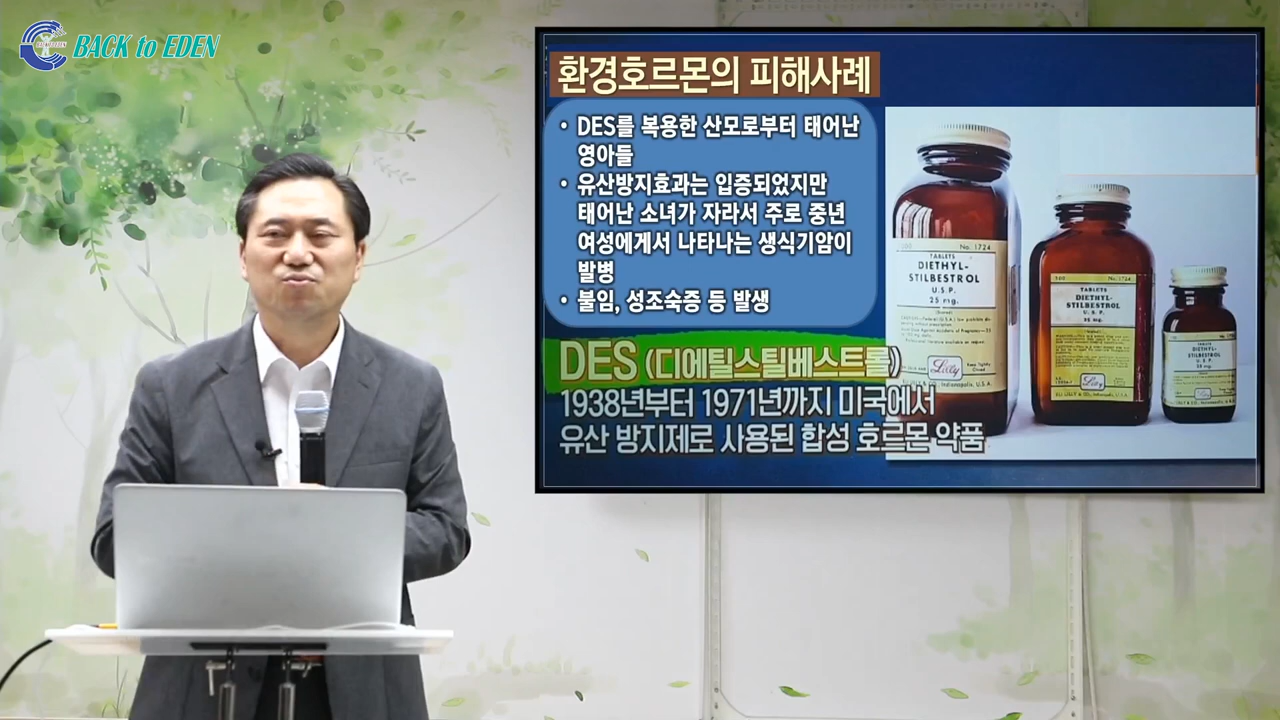 BACK to EDEN
환경호르몬의 피해사례
• DES를 복용한 산모로부터 태어난
영아들
• 유산방지효과는 입증되었지만
태어난 소녀가 자라서 주로 중년
여성에게서 나타나는 생식기암이
발병
• 불임, 성조숙증 등 발생
DES (디에틸스틸베스트롤)
1938년부터 1971년까지 미국에서
유산 방지제로 사용된 합성 호르몬 약품
No. 1724
TABLETS
DIETHYL-
STILBESTROL
U.S.P.
25 mg.
Lilly
TABLETS
DIETHYL-
STILBESTROL
U.S.P.
25 mg.
Lilly
DIETHYL-
STILBESTROL
Lilly